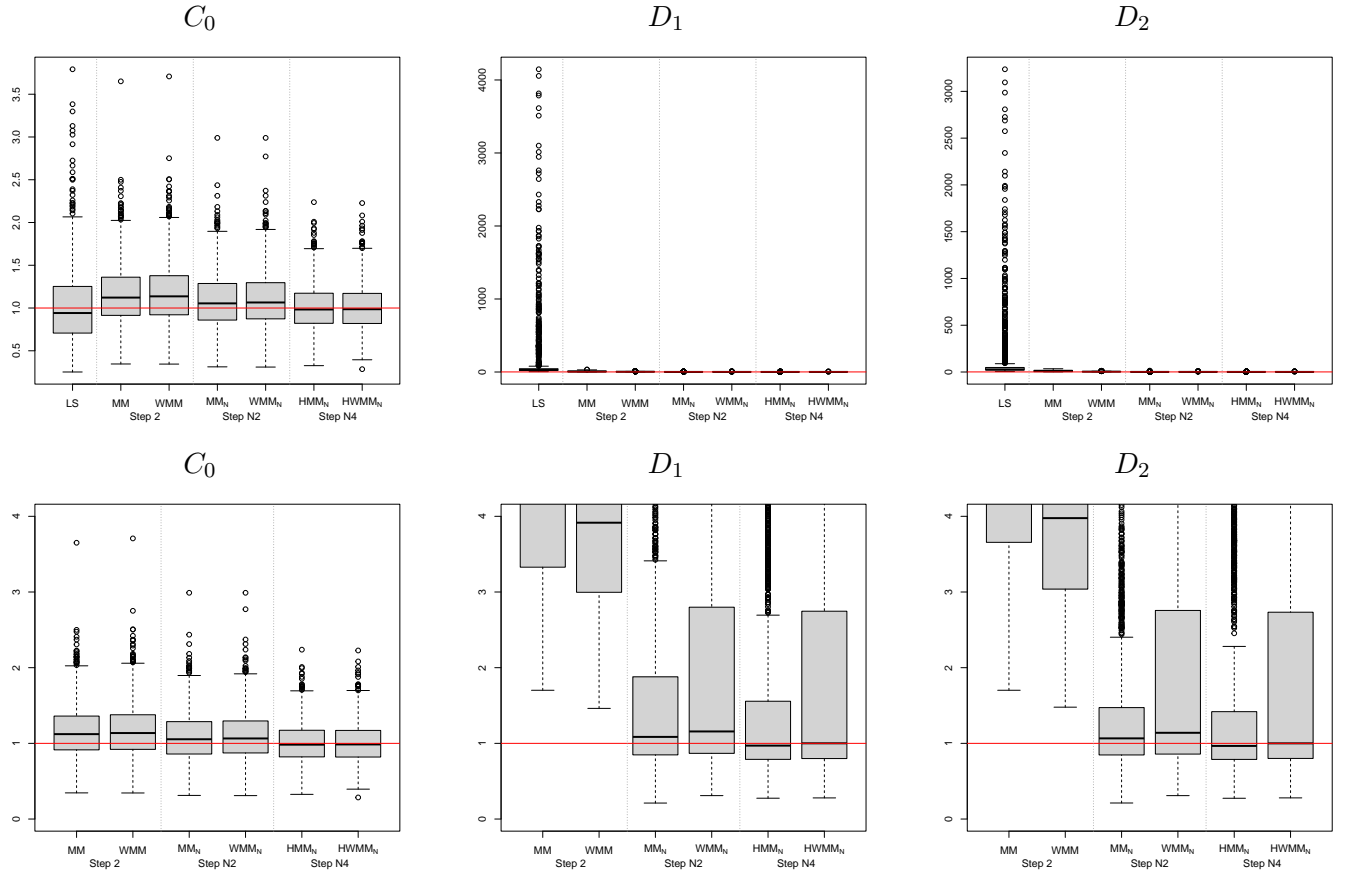 C0 D1 D2
0.5 1.0 1.5 2.0 2.5 3.0 3.5
LS MM WMM MMN WMMN HMMN HWMMN
Step 2 Step N2 Step N4
0 1000 2000 3000 4000
LS MM WMM MMN WMMN HMMN HWMMN
Step 2 Step N2 Step N4
0 500 1000 1500 2000 2500 3000
LS MM WMM MMN WMMN HMMN HWMMN
Step 2 Step N2 Step N4
C0 D1 D2
0 1 2 3 4
MM WMM MMN WMMN HMMN HWMMN
Step 2 Step N2 Step N4
0 1 2 3 4
MM WMM MMN WMMN HMMN HWMMN
Step 2 Step N2 Step N4
0 1 2 3 4
MM WMM MMN WMMN HMMN HWMMN
Step 2 Step N2 Step N4